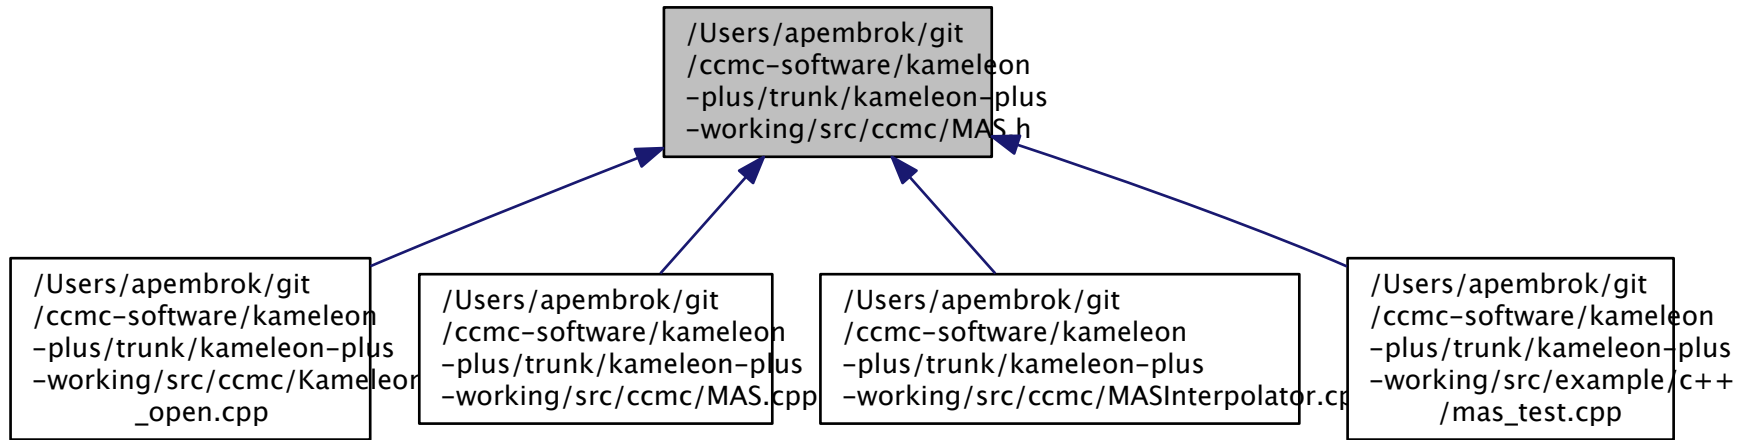 /Users/apembrok/git
/ccmc-software/kameleon
-plus/trunk/kameleon-plus
-working/src/ccmc/MAS.h
/Users/apembrok/git
/ccmc-software/kameleon
-plus/trunk/kameleon-plus
-working/src/ccmc/Kameleon
_open.cpp
/Users/apembrok/git
/ccmc-software/kameleon
-plus/trunk/kameleon-plus
-working/src/ccmc/MAS.cpp
/Users/apembrok/git
/ccmc-software/kameleon
-plus/trunk/kameleon-plus
-working/src/ccmc/MASInterpolator.cp
/Users/apembrok/git
/ccmc-software/kameleon
-plus/trunk/kameleon-plus
-working/src/example/c++
/mas_test.cpp